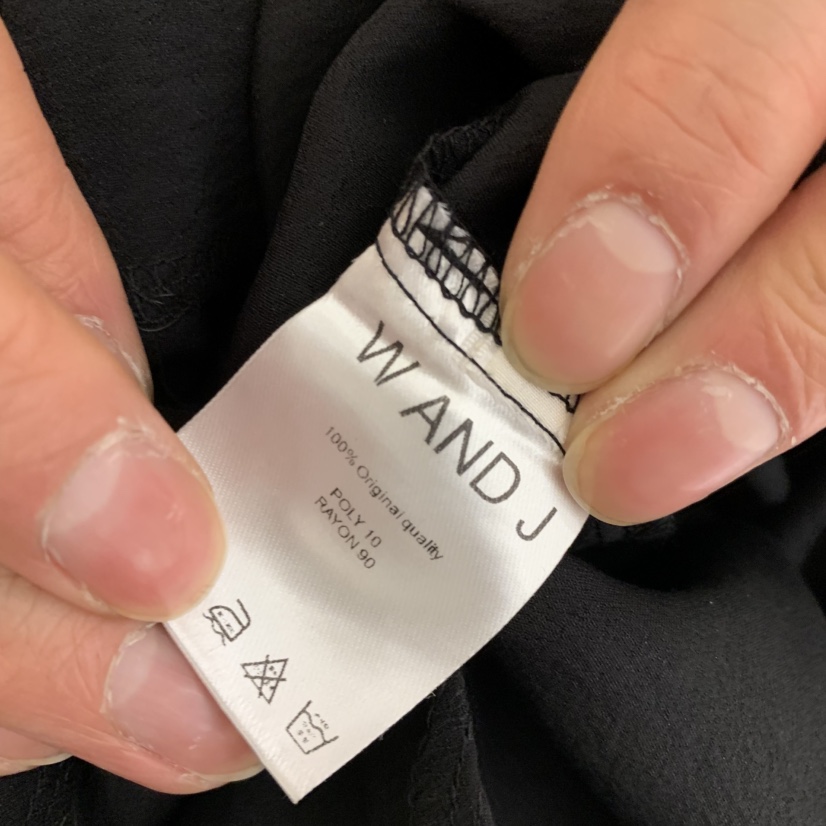 W AND J
100% Original quality
POLY 10
RAYON 90